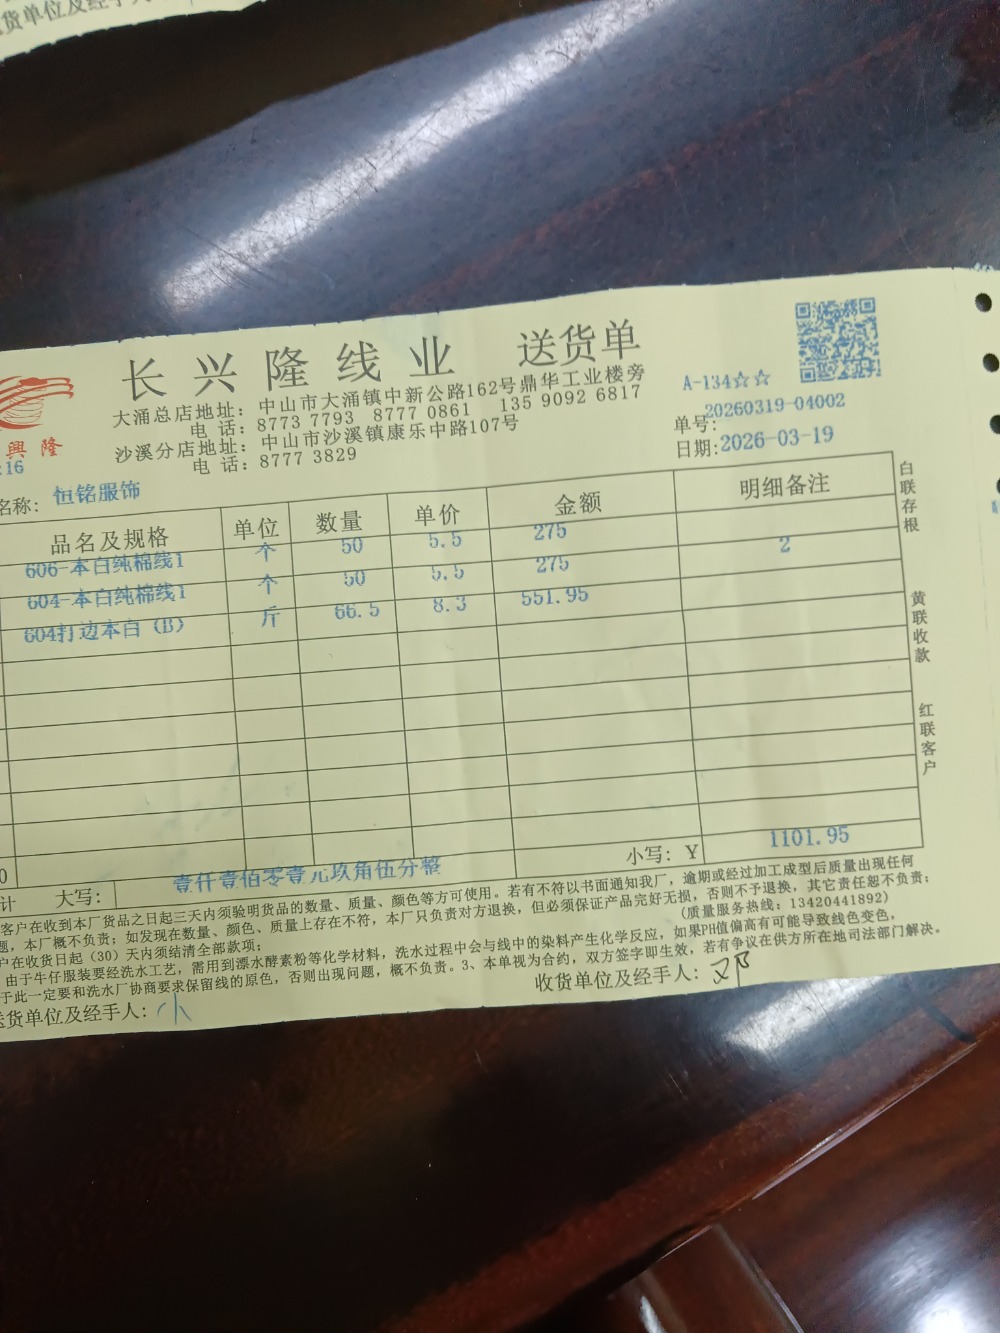 货单位及经手人
长兴隆线业 送货单
大涌总店地址：中山市大涌镇中新公路162号鼎华工业楼旁
电 话：8773 7793 8777 0861 135 9092 6817
沙溪分店地址：中山市沙溪镇康乐中路107号
电 话：8777 3829
興隆
:16
A-134☆☆
单号：20260319-04002
日期：2026-03-19
名称：恒铭服饰
品名及规格 单位 数量 单价 金额 明细备注
606-本白纯棉线1 个 50 5.5 275
604-本白纯棉线1 个 50 5.5 275 2
604打边本白（B） 斤 66.5 8.3 551.95
白联存根
黄联收款
红联客户
0
计 大写：壹仟壹佰零壹元玖角伍分整 小写：Y 1101.95
客户在收到本厂货品之日起三天内须验明货品的数量、质量、颜色等方可使用。若有不符以书面通知我厂，逾期或经过加工成型后质量出现任何
题，本厂概不负责；如发现在数量、颜色、质量上存在不符，本厂只负责对方退换，但必须保证产品完好无损，否则不予退换，其它责任恕不负责；
户在收货日起（30）天内须结清全部款项； （质量服务热线：13420441892）
由于牛仔服装要经洗水工艺，需用到漂水酵素粉等化学材料，洗水过程中会与线中的染料产生化学反应，如果PH值偏高有可能导致线色变色，
于此一定要和洗水厂协商要求保留线的原色，否则出现问题，概不负责。3、本单视为合约，双方签字即生效，若有争议在供方所在地司法部门解决。
送货单位及经手人：小 收货单位及经手人：邓